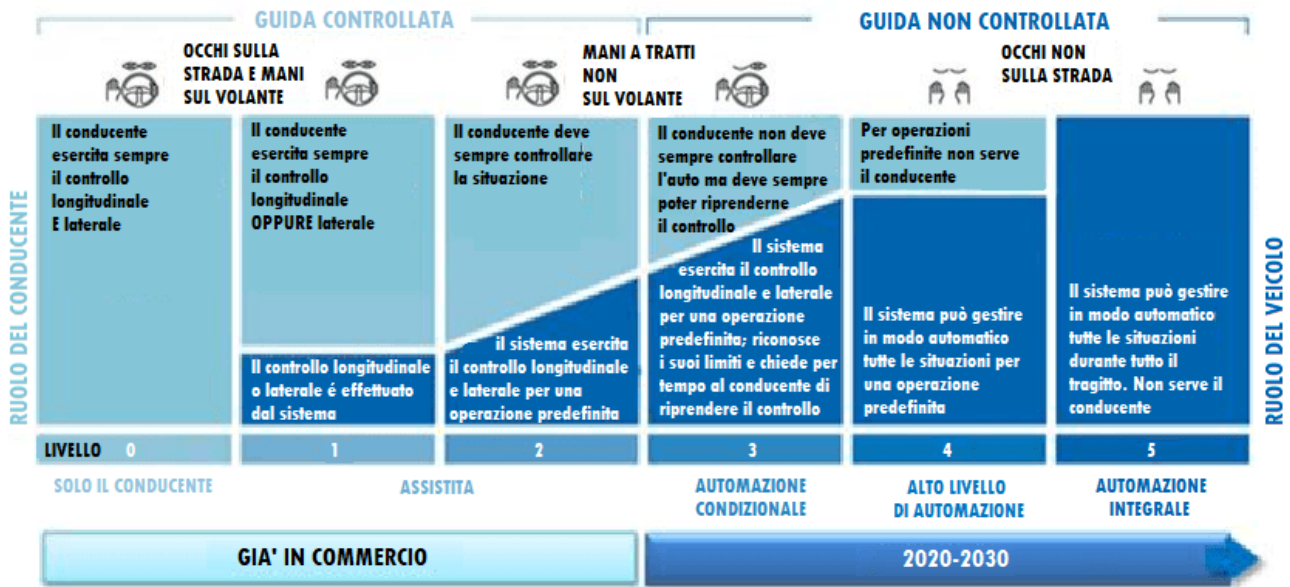 GUIDA CONTROLLATA
GUIDA NON CONTROLLATA
OCCHI SULLA
STRADA E MANI
SUL VOLANTE
MANI A TRATTI
NON
SUL VOLANTE
OCCHI NON
SULLA STRADA
RUOLO DEL CONDUCENTE
Il conducente
esercita sempre
il controllo
longitudinale
E laterale
Il conducente
esercita sempre
il controllo
longitudinale
OPPURE laterale
Il controllo longitudinale
o laterale é effettuato
dal sistema
Il conducente deve
sempre controllare
la situazione
il sistema esercita
il controllo longitudinale
e laterale per una
operazione predefinita
Il conducente non deve
sempre controllare
l'auto ma deve sempre
poter riprenderne
il controllo
Il sistema
esercita il controllo
longitudinale e laterale
per una operazione
predefinita; riconosce
i suoi limiti e chiede per
tempo al conducente di
riprendere il controllo
Per operazioni
predefinite non serve
il conducente
Il sistema può gestire
in modo automatico
tutte le situazioni per
una operazione
predefinita
Il sistema può gestire
in modo automatico
tutte le situazioni
durante tutto il
tragitto. Non serve il
conducente
RUOLO DEL VEICOLO
LIVELLO 0 1 2 3 4 5
SOLO IL CONDUCENTE
ASSISTITA
AUTOMAZIONE
CONDIZIONALE
ALTO LIVELLO
DI AUTOMAZIONE
AUTOMAZIONE
INTEGRALE
GIA' IN COMMERCIO
2020-2030